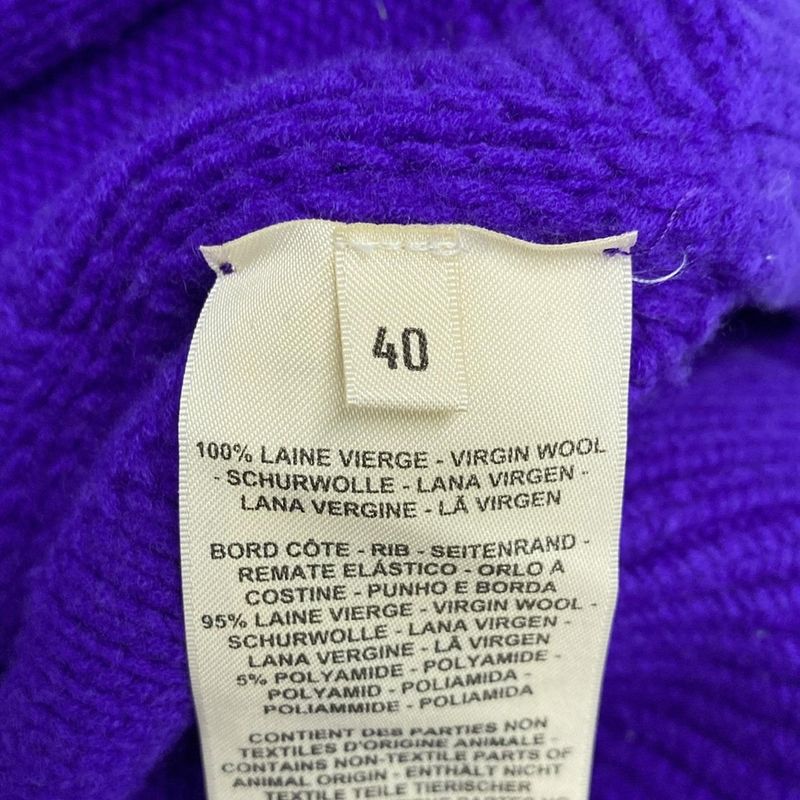 40
100% LAINE VIERGE - VIRGIN WOOL
- SCHURWOLLE - LANA VIRGEN -
LANA VERGINE - LÃ VIRGEN
BORD CÔTE - RIB - SEITENRAND -
REMATE ELÁSTICO - ORLO A
COSTINE - PUNHO E BORDA
95% LAINE VIERGE - VIRGIN WOOL -
SCHURWOLLE - LANA VIRGEN -
LANA VERGINE - LÃ VIRGEN
5% POLYAMIDE - POLYAMIDE -
POLYAMID - POLIAMIDA -
POLIAMMIDE - POLIAMIDA
CONTIENT DES PARTIES NON
TEXTILES D'ORIGINE ANIMALE -
CONTAINS NON-TEXTILE PARTS OF
ANIMAL ORIGIN - ENTHÄLT NICHT
TEXTILE TEILE TIERISCHER